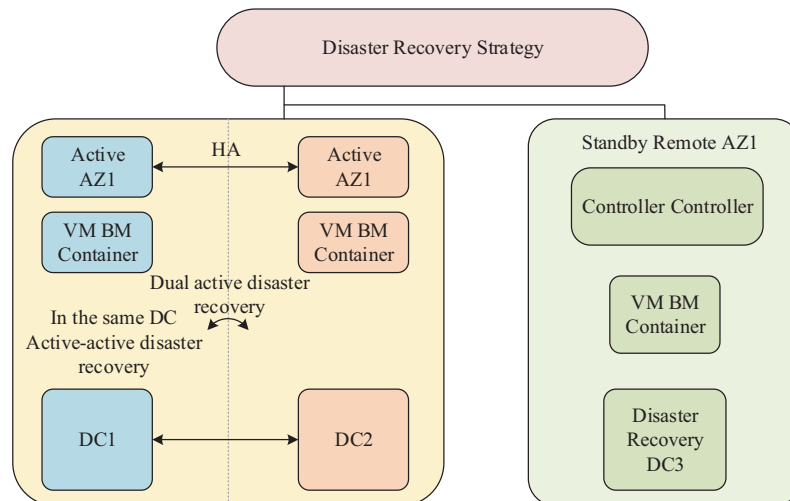 Disaster Recovery Strategy
Active
AZ1
HA
Active
AZ1
VM BM
Container
VM BM
Container
Dual active disaster
recovery
In the same DC
Active-active disaster
recovery
DC1
DC2
Standby Remote AZ1
Controller Controller
VM BM
Container
Disaster
Recovery
DC3